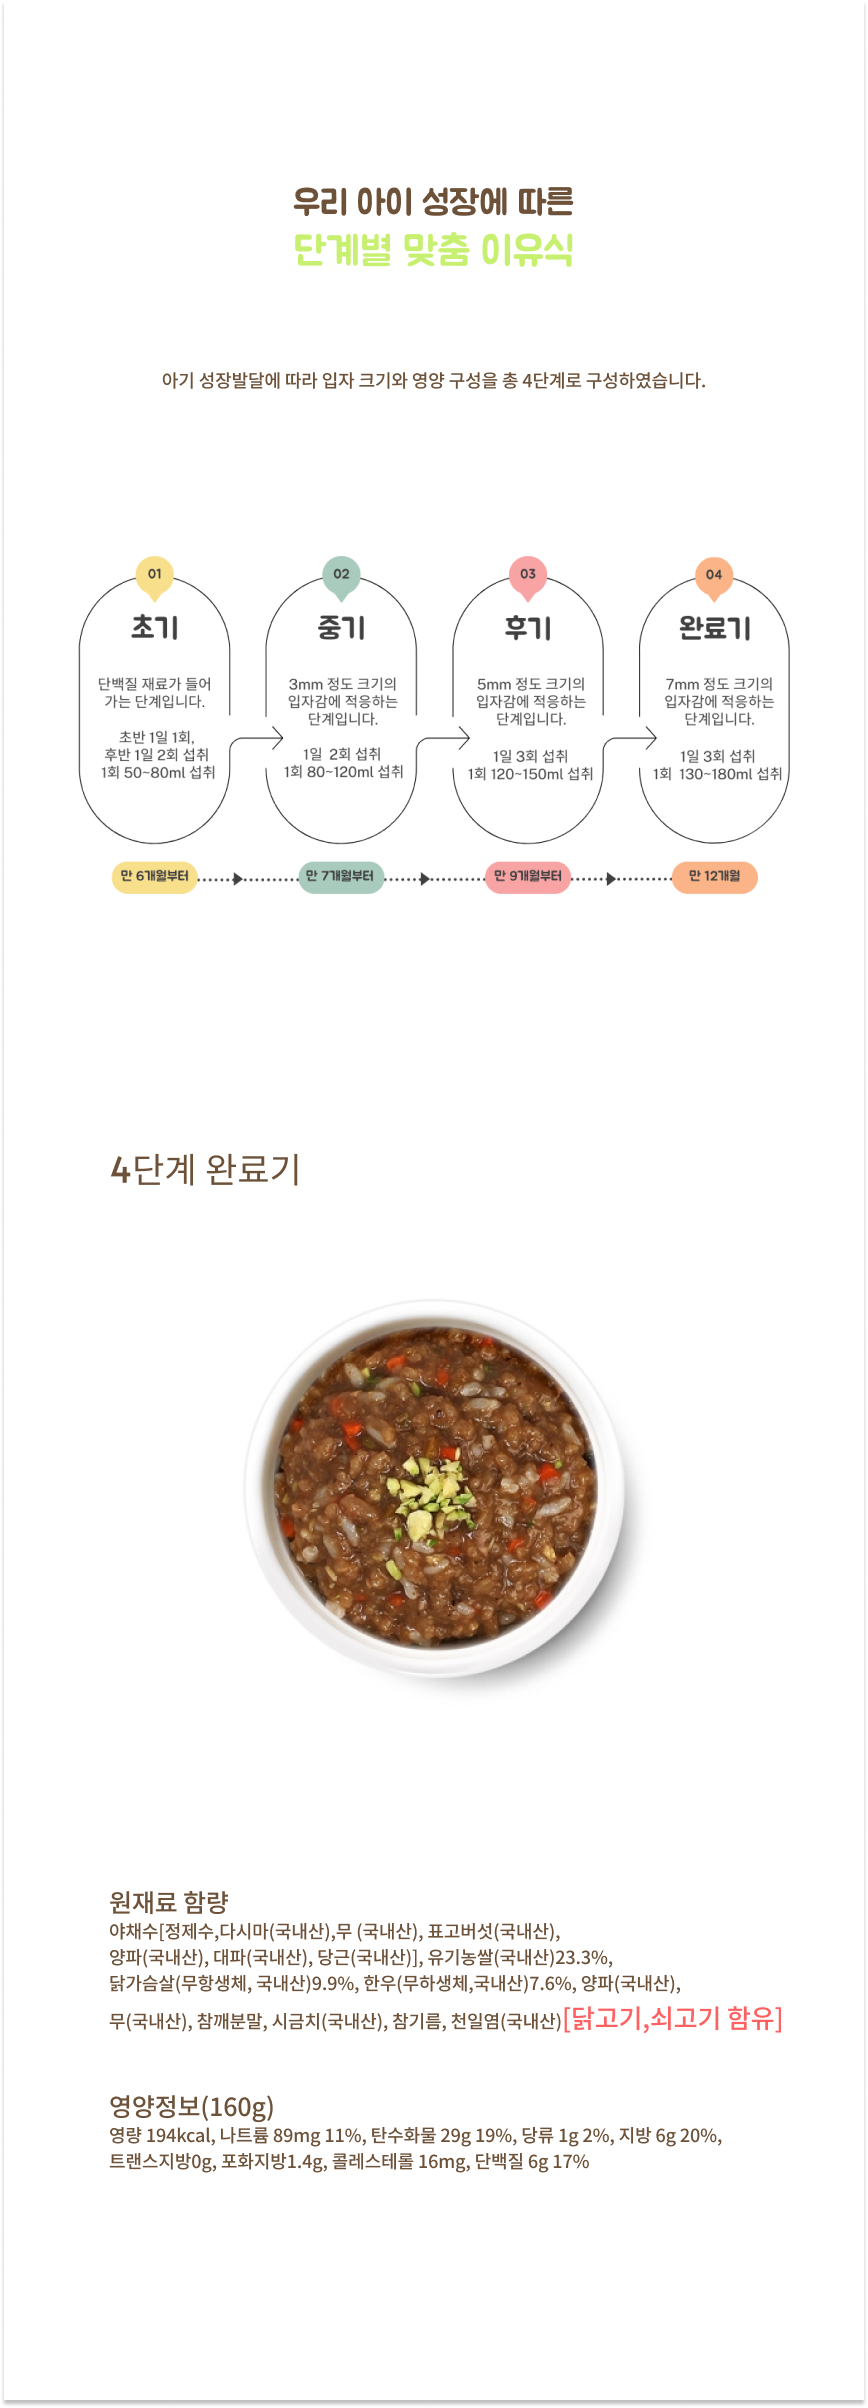 우리 아이 성장에 따른
단계별 맞춤 이유식
아기 성장발달에 따라 입자 크기와 영양 구성을 총 4단계로 구성하였습니다.
01
초기
단백질 재료가 들어
가는 단계입니다.
초반 1일 1회,
후반 1일 2회 섭취
1회 50~80ml 섭취
만 6개월부터
02
중기
3mm 정도 크기의
입자감에 적응하는
단계입니다.
1일 2회 섭취
1회 80~120ml 섭취
만 7개월부터
03
후기
5mm 정도 크기의
입자감에 적응하는
단계입니다.
1일 3회 섭취
1회 120~150ml 섭취
만 9개월부터
04
완료기
7mm 정도 크기의
입자감에 적응하는
단계입니다.
1일 3회 섭취
1회 130~180ml 섭취
만 12개월
4단계 완료기
원재료 함량
야채수[정제수,다시마(국내산),무 (국내산), 표고버섯(국내산),
양파(국내산), 대파(국내산), 당근(국내산)], 유기농쌀(국내산)23.3%,
닭가슴살(무항생체, 국내산)9.9%, 한우(무하생체,국내산)7.6%, 양파(국내산),
무(국내산), 참깨분말, 시금치(국내산), 참기름, 천일염(국내산)[닭고기,쇠고기 함유]
영양정보(160g)
영량 194kcal, 나트륨 89mg 11%, 탄수화물 29g 19%, 당류 1g 2%, 지방 6g 20%,
트랜스지방0g, 포화지방1.4g, 콜레스테롤 16mg, 단백질 6g 17%